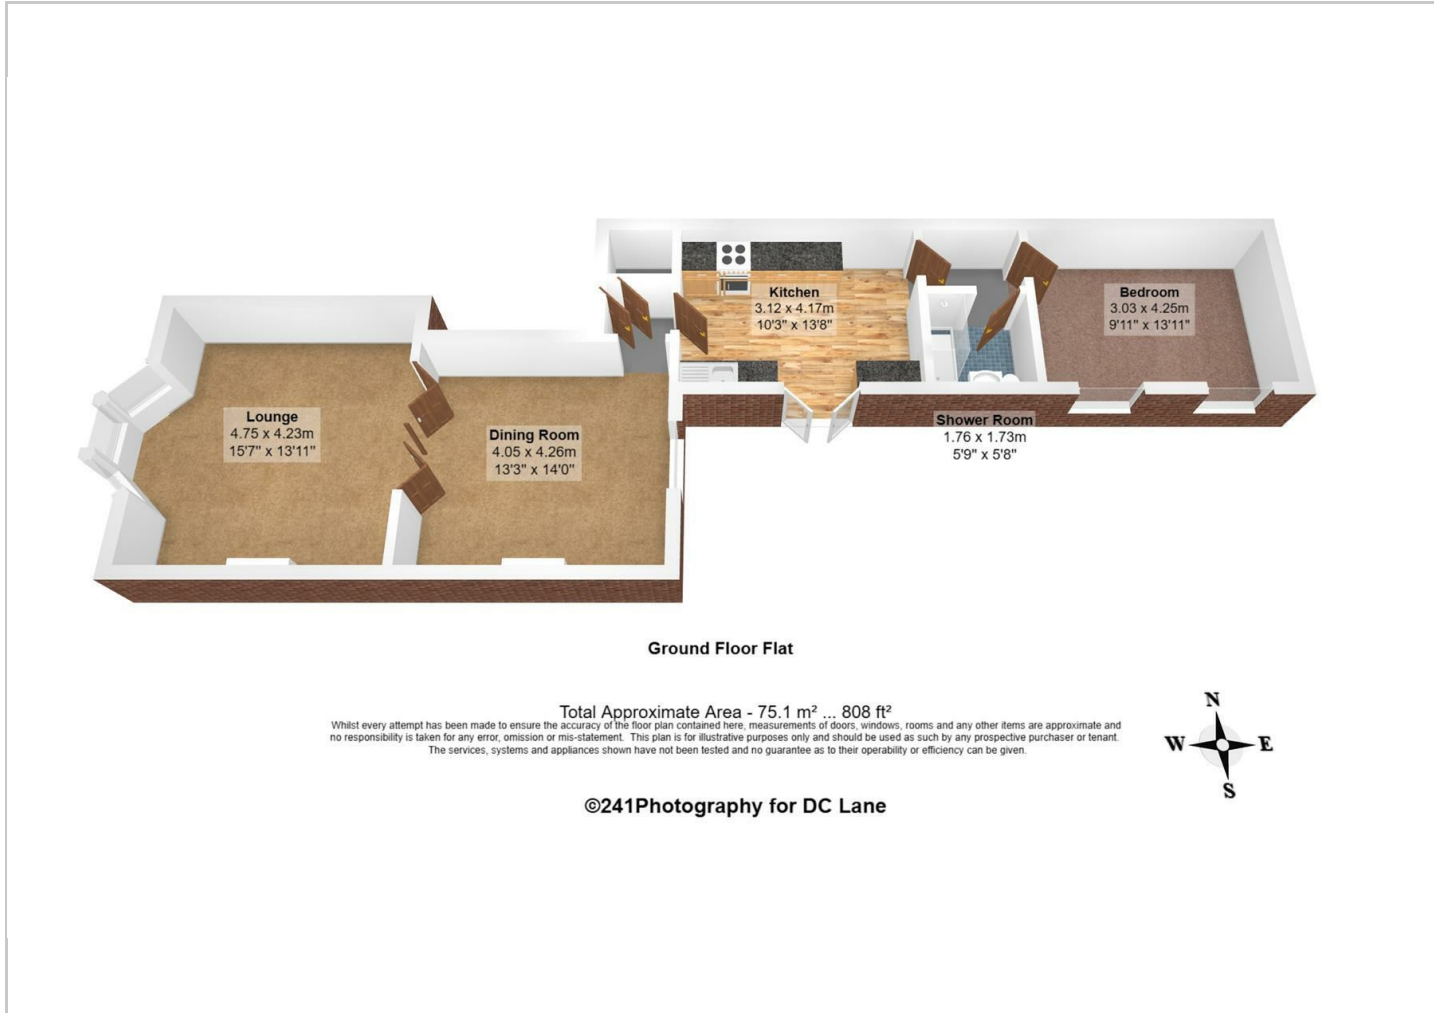 Kitchen
3.12 x 4.17m
10'3" x 13'8"
Bedroom
3.03 x 4.25m
9'11" x 13'11"
Lounge
4.75 x 4.23m
15'7" x 13'11"
Dining Room
4.05 x 4.26m
13'3" x 14'0"
Shower Room
1.76 x 1.73m
5'9" x 5'8"
Ground Floor Flat
Total Approximate Area - 75.1 m² ... 808 ft²
Whilst every attempt has been made to ensure the accuracy of the floor plan contained here, measurements of doors, windows, rooms and any other items are approximate and
no responsibility is taken for any error, omission or mis-statement. This plan is for illustrative purposes only and should be used as such by any prospective purchaser or tenant.
The services, systems and appliances shown have not been tested and no guarantee as to their operability or efficiency can be given.
N
W E
S
©241Photography for DC Lane